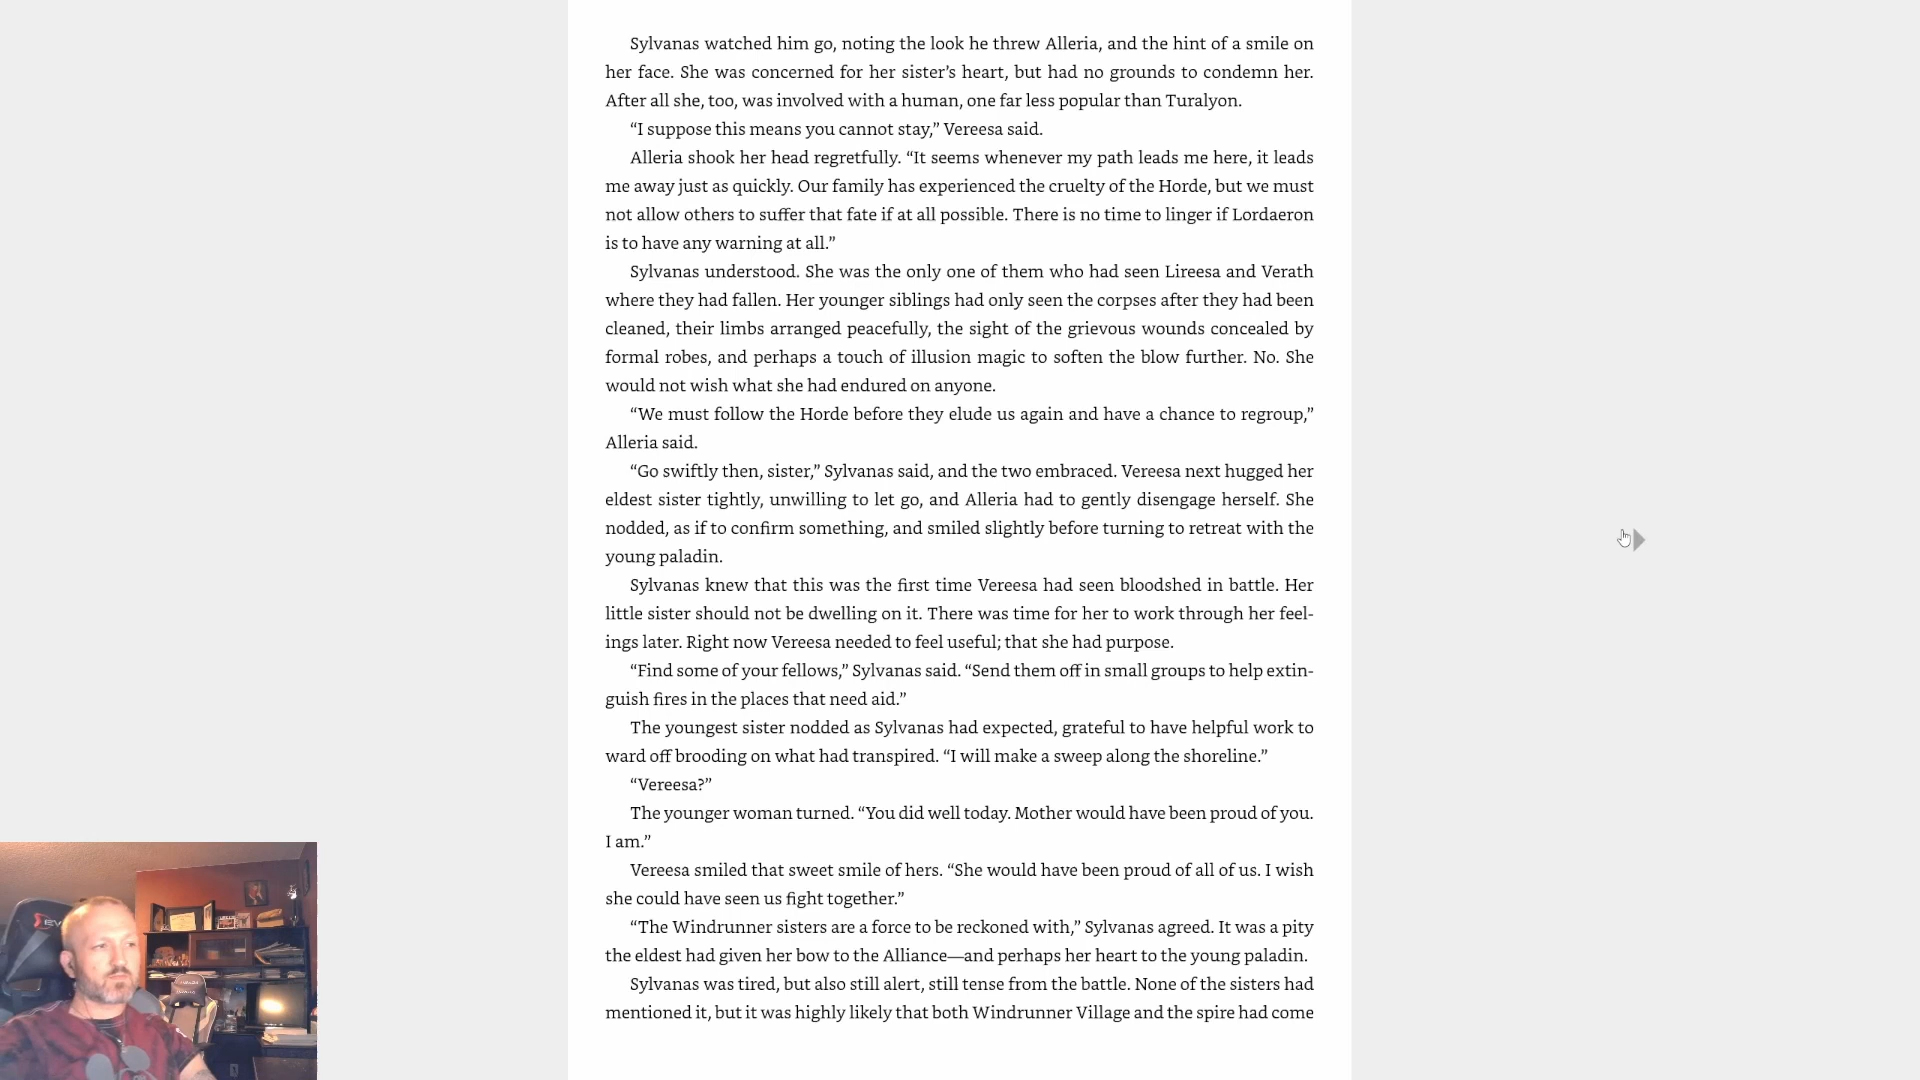 Sylvanas watched him go, noting the look he threw Alleria, and the hint of a smile on
her face. She was concerned for her sister’s heart, but had no grounds to condemn her.
After all she, too, was involved with a human, one far less popular than Turalyon.
“I suppose this means you cannot stay,” Vereesa said.
Alleria shook her head regretfully. “It seems whenever my path leads me here, it leads
me away just as quickly. Our family has experienced the cruelty of the Horde, but we must
not allow others to suffer that fate if at all possible. There is no time to linger if Lordaeron
is to have any warning at all.”
Sylvanas understood. She was the only one of them who had seen Lireesa and Verath
where they had fallen. Her younger siblings had only seen the corpses after they had been
cleaned, their limbs arranged peacefully, the sight of the grievous wounds concealed by
formal robes, and perhaps a touch of illusion magic to soften the blow further. No. She
would not wish what she had endured on anyone.
“We must follow the Horde before they elude us again and have a chance to regroup,”
Alleria said.
“Go swiftly then, sister,” Sylvanas said, and the two embraced. Vereesa next hugged her
eldest sister tightly, unwilling to let go, and Alleria had to gently disengage herself. She
nodded, as if to confirm something, and smiled slightly before turning to retreat with the
young paladin.
Sylvanas knew that this was the first time Vereesa had seen bloodshed in battle. Her
little sister should not be dwelling on it. There was time for her to work through her feel-
ings later. Right now Vereesa needed to feel useful; that she had purpose.
“Find some of your fellows,” Sylvanas said. “Send them off in small groups to help extin-
guish fires in the places that need aid.”
The youngest sister nodded as Sylvanas had expected, grateful to have helpful work to
ward off brooding on what had transpired. “I will make a sweep along the shoreline.”
“Vereesa?”
The younger woman turned. “You did well today. Mother would have been proud of you.
I am.”
Vereesa smiled that sweet smile of hers. “She would have been proud of all of us. I wish
she could have seen us fight together.”
“The Windrunner sisters are a force to be reckoned with,” Sylvanas agreed. It was a pity
the eldest had given her bow to the Alliance—and perhaps her heart to the young paladin.
Sylvanas was tired, but also still alert, still tense from the battle. None of the sisters had
mentioned it, but it was highly likely that both Windrunner Village and the spire had come